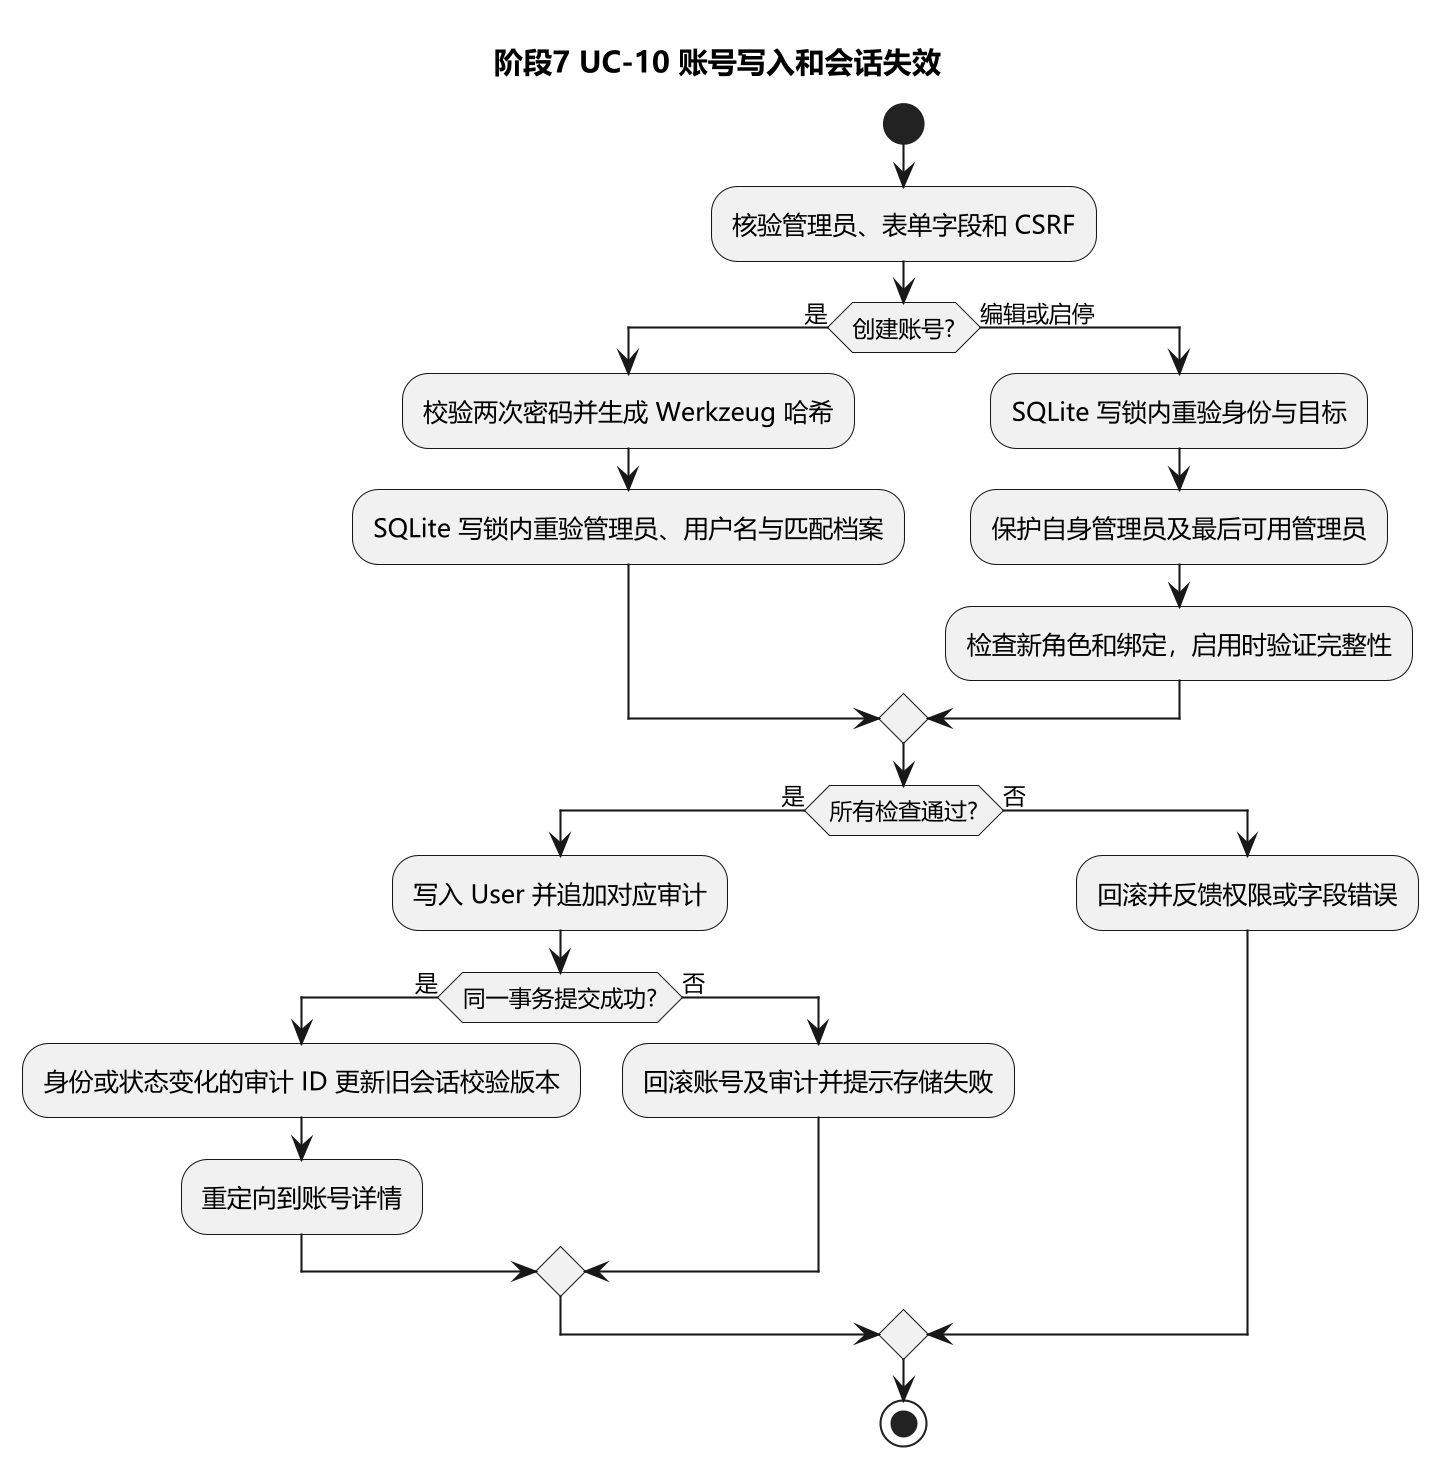 阶段7 UC-10 账号写入和会话失效
核验管理员、表单字段和 CSRF
是
创建账号?
编辑或启停
校验两次密码并生成 Werkzeug 哈希
SQLite 写锁内重验身份与目标
SQLite 写锁内重验管理员、用户名与匹配档案
保护自身管理员及最后可用管理员
检查新角色和绑定，启用时验证完整性
是
所有检查通过?
否
写入 User 并追加对应审计
回滚并反馈权限或字段错误
是
同一事务提交成功?
否
身份或状态变化的审计 ID 更新旧会话校验版本
回滚账号及审计并提示存储失败
重定向到账号详情